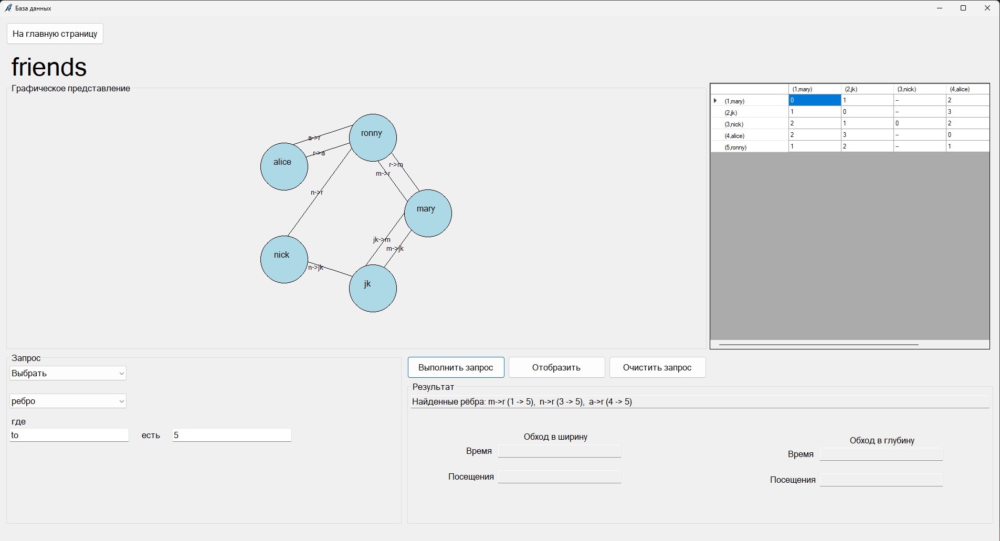 База данных
На главную страницу
friends
Графическое представление
ronny
a->r
r->a
alice
r->m
m->r
n->r
mary
jk->m
m->jk
nick
n->jk
jk
(1,mary) (2,jk) (3,nick) (4,alice)
(1,mary) 0 1 -- 2
(2,jk) 1 0 -- 3
(3,nick) 2 1 0 2
(4,alice) 2 3 -- 0
(5,ronny) 1 2 -- 1
Запрос
Выбрать
ребро
где
to есть 5
Выполнить запрос Отобразить Очистить запрос
Результат
Найденные рёбра: m->r (1 -> 5), n->r (3 -> 5), a->r (4 -> 5)
Обход в ширину
Время
Посещения
Обход в глубину
Время
Посещения